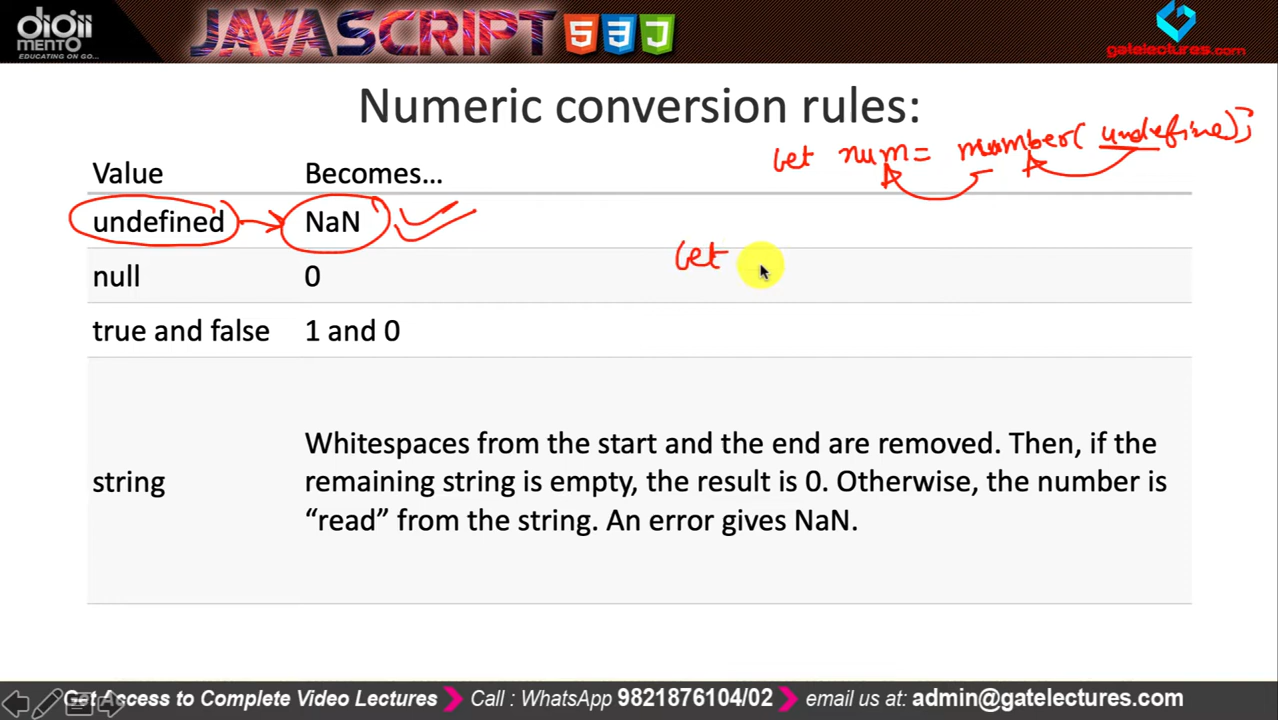 didii
MENTO
EDUCATING ON GO...
JAVASCRIPT 5 3 J
gatelectures.com
Numeric conversion rules:
let num = number( undefine);
Value Becomes...
undefined → NaN
let
null 0
true and false 1 and 0
Whitespaces from the start and the end are removed. Then, if the
string remaining string is empty, the result is 0. Otherwise, the number is
“read” from the string. An error gives NaN.
Get Access to Complete Video Lectures Call : WhatsApp 9821876104/02 email us at: admin@gatelectures.com